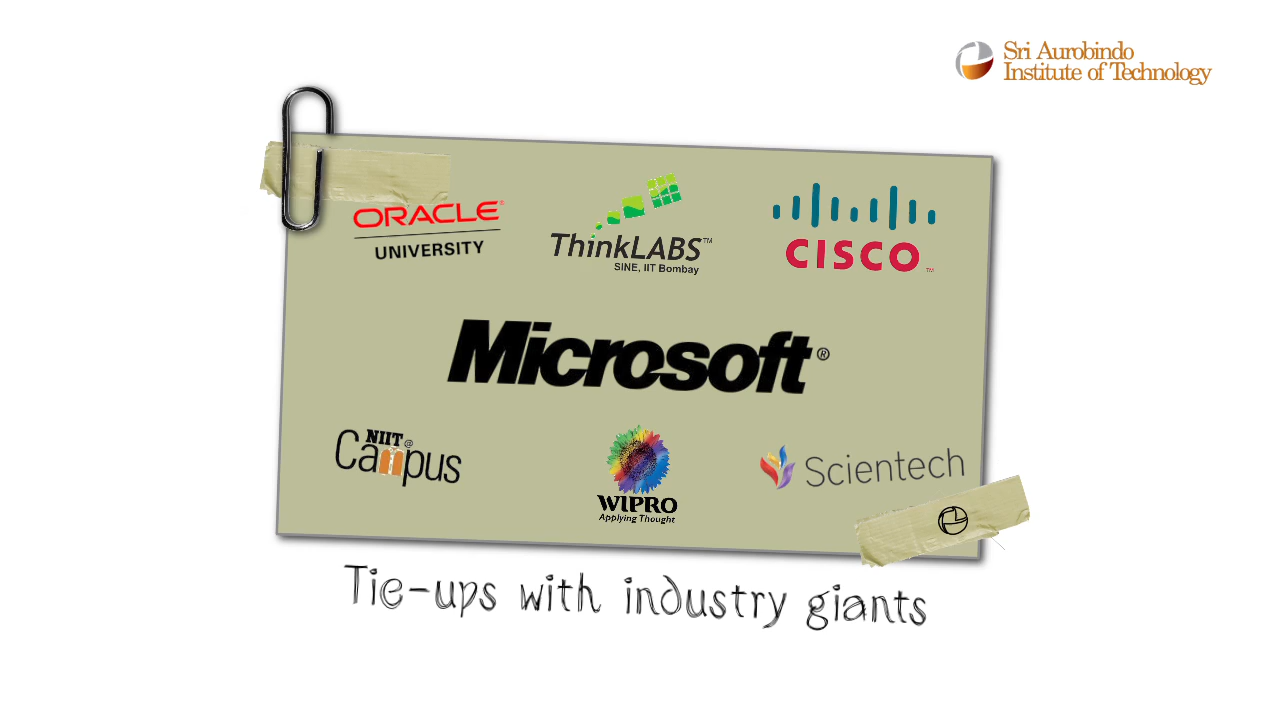 Sri Aurobindo
Institute of Technology
ORACLE®
UNIVERSITY
ThinkLABS™
SINE, IIT Bombay
CISCO™
Microsoft®
NIIT@
Campus
WIPRO
Applying Thought
Scientech
Tie-ups with industry giants